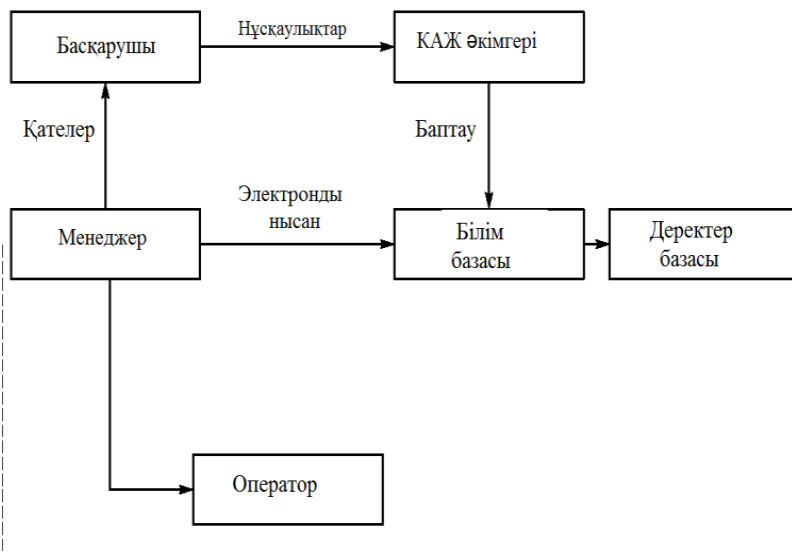 Басқарушы
Нұсқаулықтар
КАЖ әкімгері
Қателер
Баптау
Менеджер
Электронды
нысан
Білім
базасы
Деректер
базасы
Оператор